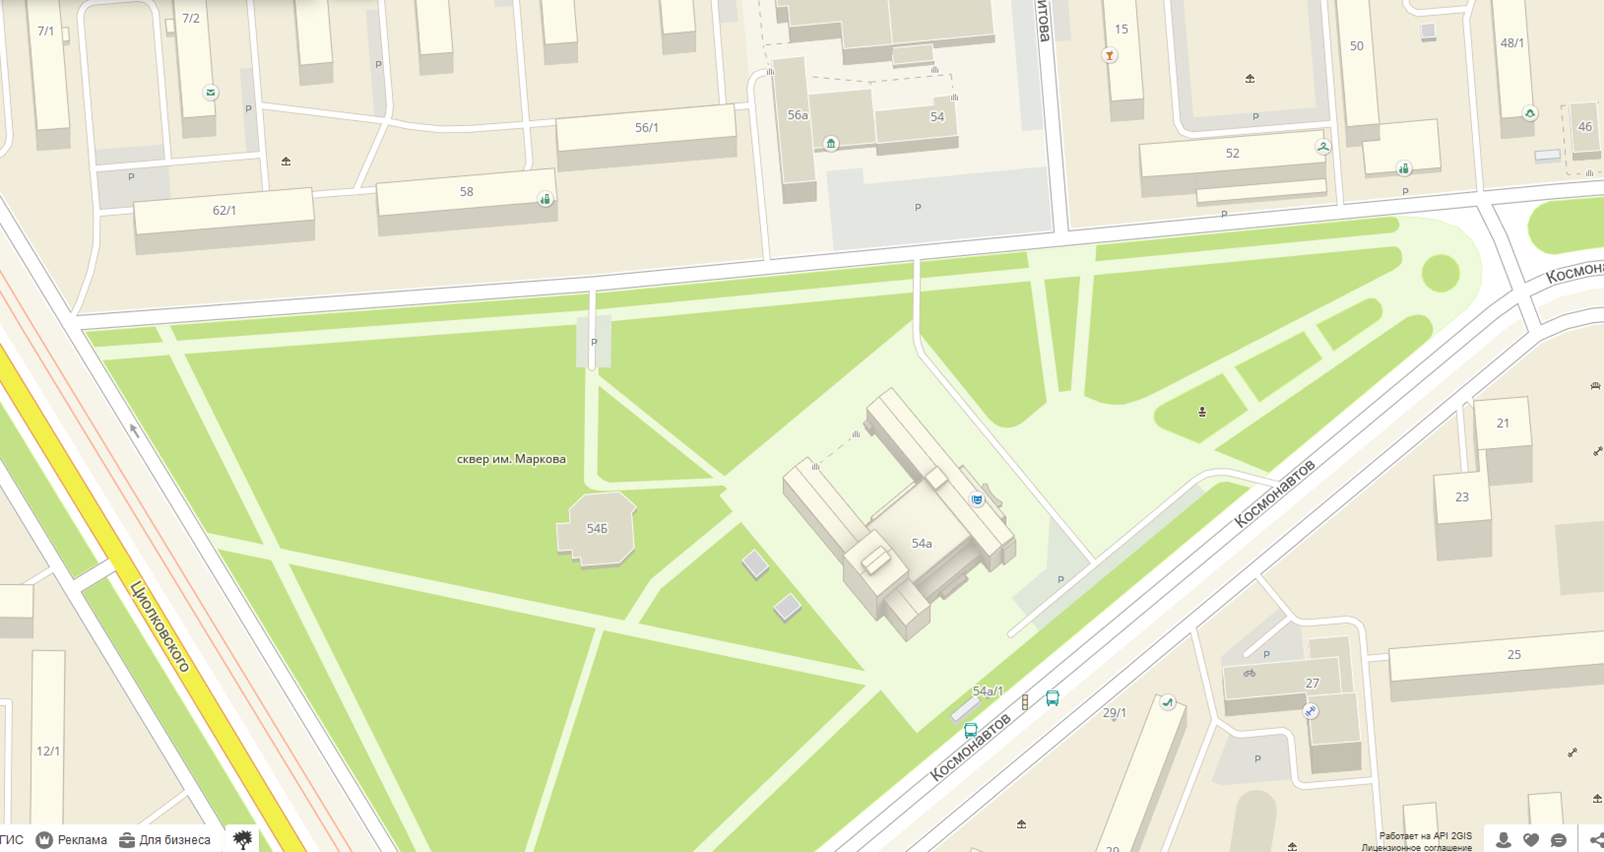 7/1
7/2
итова
15
50
48/1
P
P
56а
54
56/1
P
46
52
P
58
62/1
P
P
P
Космона
P
сквер им. Маркова
21
Космонавтов
23
54Б
54а
P
Циолковского
25
P
27
54а/1
29/1
Космонавтов
12/1
P
ГИС
Реклама
Для бизнеса
Работает на API 2GIS
Лицензионное соглашение